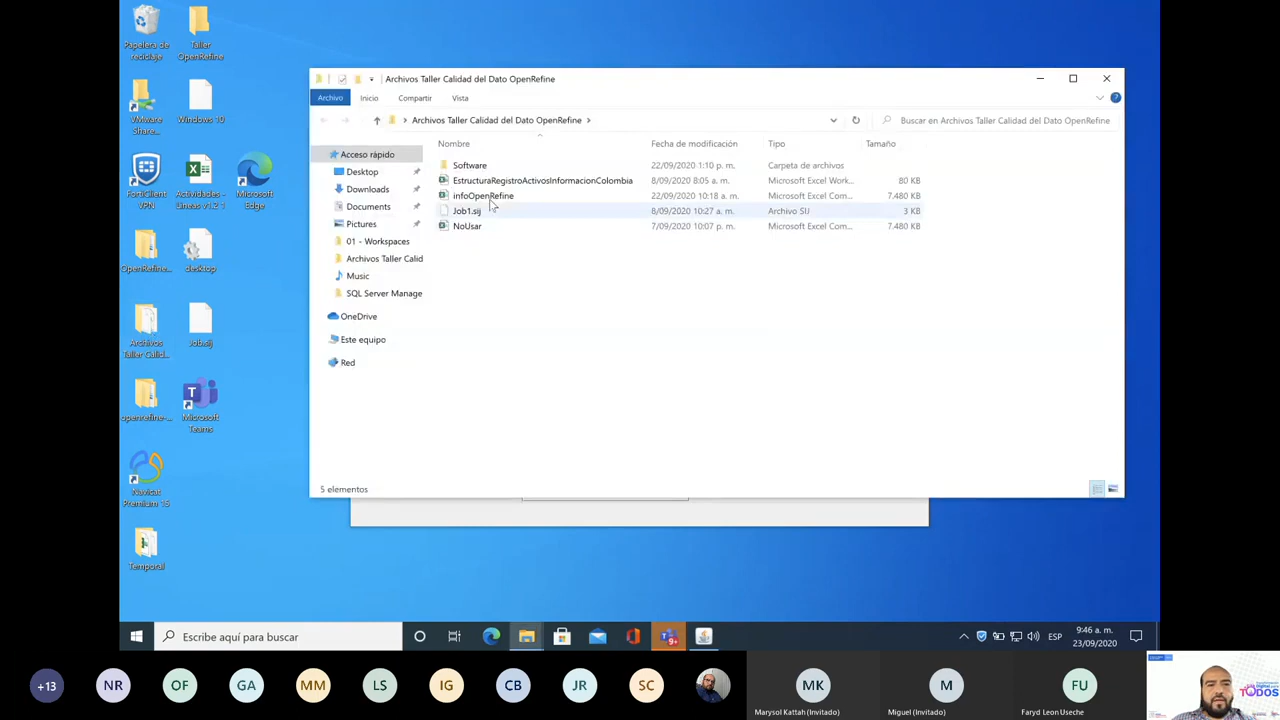 Papelera de
reciclaje
Taller
OpenRefine
VMware
Share...
Windows 10
FortiClient
VPN
Actividades -
Lineas v1.2 1
Microsoft
Edge
OpenRefine...
desktop
Archivos
Taller Calid...
Job.sij
openrefine-...
Microsoft
Teams
Navicat
Premium 15
Temporal
Archivos Taller Calidad del Dato OpenRefine
Archivo
Inicio
Compartir
Vista
Archivos Taller Calidad del Dato OpenRefine
Buscar en Archivos Taller Calidad del Dato OpenRefine
Acceso rápido
Desktop
Downloads
Documents
Pictures
01 - Workspaces
Archivos Taller Calid
Music
SQL Server Manage
OneDrive
Este equipo
Red
Nombre Fecha de modificación Tipo Tamaño
Software 22/09/2020 1:10 p. m. Carpeta de archivos
EstructuraRegistroActivosInformacionColombia 8/09/2020 8:05 a. m. Microsoft Excel Work... 80 KB
infoOpenRefine 22/09/2020 10:18 a. m. Microsoft Excel Com... 7.480 KB
Job1.sij 8/09/2020 10:27 a. m. Archivo SIJ 3 KB
NoUsar 7/09/2020 10:07 p. m. Microsoft Excel Com... 7.480 KB
5 elementos
Escribe aquí para buscar
9+
ESP
9:46 a. m.
23/09/2020
+13
NR
OF
GA
MM
LS
IG
CB
JR
SC
MK
Marysol Kattah (Invitado)
M
Miguel (Invitado)
FU
Faryd Leon Useche
TODOS